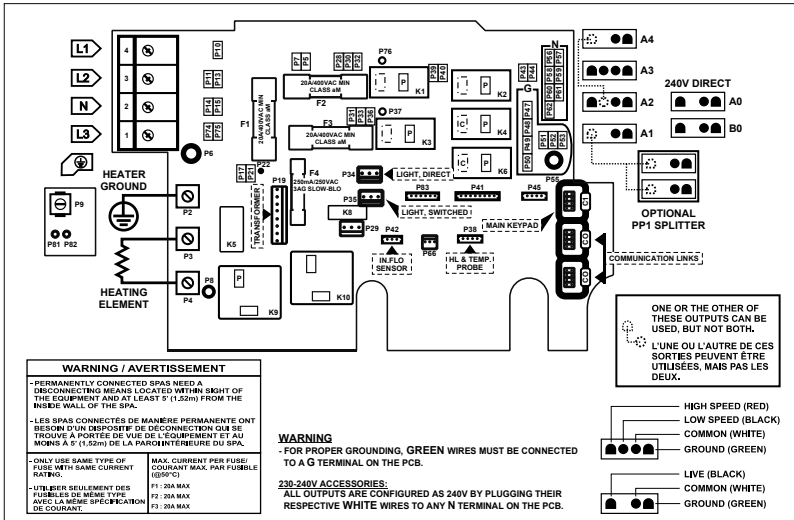 L1
L2
N
L3
4
3
2
1
P10
P11
P13
P14
P15
P74
P75
P6
P17
P21
P22
F1
20A/400VAC MIN
CLASS aM
P7
P5
P28
P30
P32
20A/400VAC MIN
CLASS aM
F2
P76
K1
P
P39
P40
F3
20A/400VAC MIN
CLASS aM
P31
P33
P36
P37
K3
P
K2
P
K4
C
P
K6
C
P
P43
P44
G
P47
P48
P49
P50
N
P56
P57
P58
P59
P60
P61
P62
P51
P52
P53
P55
F4
250mA/250VAC
3AG SLOW-BLO
P19
TRANSFORMER
P34
LIGHT, DIRECT
P35
LIGHT, SWITCHED
K8
P29
P83
P41
P45
MAIN KEYPAD
P42
IN.FLO
SENSOR
P66
P38
HL & TEMP.
PROBE
C1
CO
CO
COMMUNICATION LINKS
P9
P81 P82
HEATER
GROUND
P2
P3
P4
HEATING
ELEMENT
K5
P8
P
K9
P
K10
A4
A3
A2
A1
240V DIRECT
A0
B0
OPTIONAL
PP1 SPLITTER
ONE OR THE OTHER OF
THESE OUTPUTS CAN BE
USED, BUT NOT BOTH.
L'UNE OU L'AUTRE DE CES
SORTIES PEUVENT ÊTRE
UTILISÉES, MAIS PAS LES
DEUX.
WARNING / AVERTISSEMENT
- PERMANENTLY CONNECTED SPAS NEED A
DISCONNECTING MEANS LOCATED WITHIN SIGHT OF
THE EQUIPMENT AND AT LEAST 5' (1,52m) FROM THE
INSIDE WALL OF THE SPA.
- LES SPAS CONNECTÉS DE MANIÈRE PERMANENTE ONT
BESOIN D'UN DISPOSITIF DE DÉCONNECTION QUI SE
TROUVE À PORTÉE DE VUE DE L'ÉQUIPEMENT ET AU
MOINS À 5' (1,52m) DE LA PAROI INTÉRIEURE DU SPA.
- ONLY USE SAME TYPE OF
FUSE WITH SAME CURRENT
RATING.
- UTILISER SEULEMENT DES
FUSIBLES DE MÊME TYPE
AVEC LA MÊME SPÉCIFICATION
DE COURANT.
MAX. CURRENT PER FUSE/
COURANT MAX. PAR FUSIBLE
(@50°C)
F1 : 20A MAX
F2 : 20A MAX
F3 : 20A MAX
WARNING
- FOR PROPER GROUNDING, GREEN WIRES MUST BE CONNECTED
TO A G TERMINAL ON THE PCB.
230-240V ACCESSORIES:
ALL OUTPUTS ARE CONFIGURED AS 240V BY PLUGGING THEIR
RESPECTIVE WHITE WIRES TO ANY N TERMINAL ON THE PCB.
HIGH SPEED (RED)
LOW SPEED (BLACK)
COMMON (WHITE)
GROUND (GREEN)
LIVE (BLACK)
COMMON (WHITE)
GROUND (GREEN)